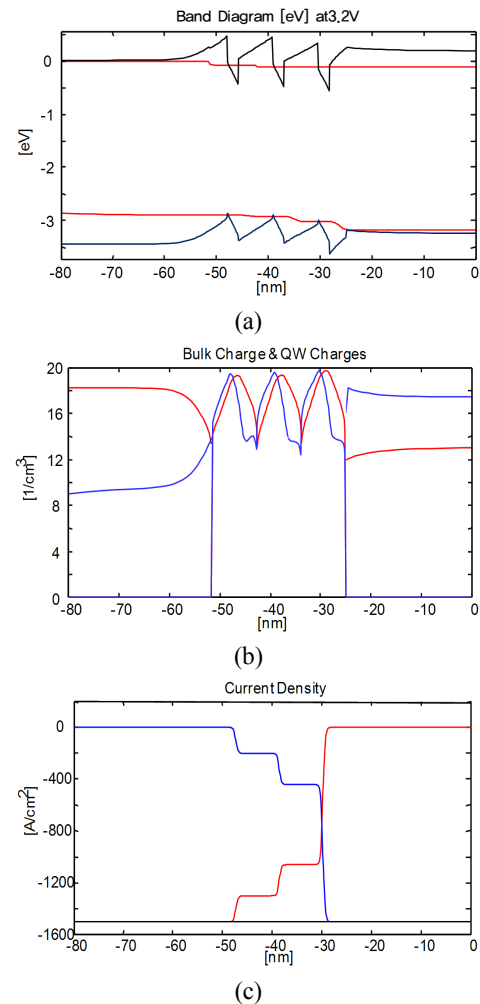 Band Diagram [eV] at3.2V
0
-1
-2
-3
[eV]
-80 -70 -60 -50 -40 -30 -20 -10 0
[nm]
(a)
Bulk Charge & QW Charges
20
16
12
8
4
0
[1/cm³]
-80 -70 -60 -50 -40 -30 -20 -10 0
[nm]
(b)
Current Density
0
-400
-800
-1200
-1600
[A/cm²]
-80 -70 -60 -50 -40 -30 -20 -10 0
[nm]
(c)